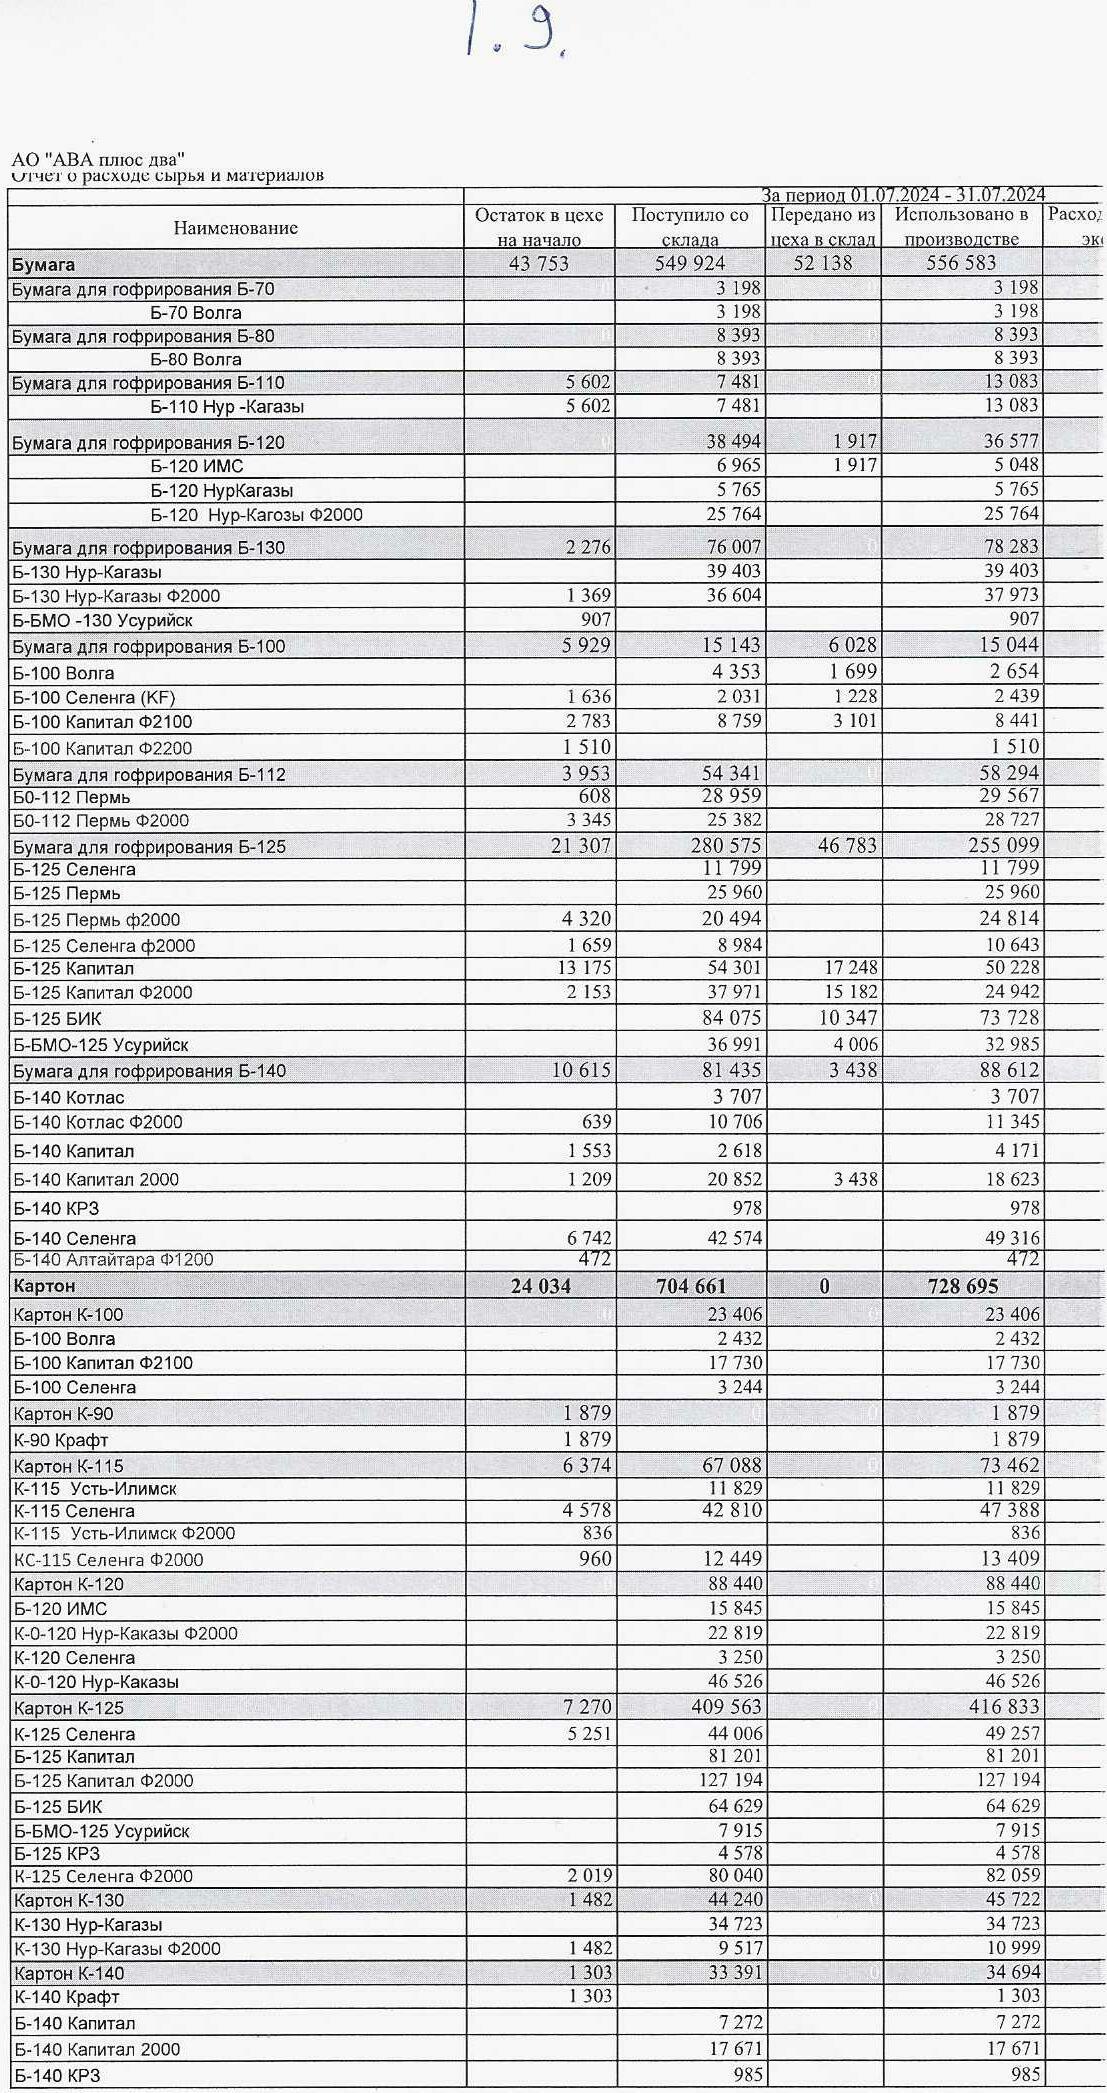 1.9.
АО "АВА плюс два"
Отчет о расходе сырья и материалов
За период 01.07.2024 - 31.07.2024
Наименование Остаток в цехе на начало Поступило со склада Передано из цеха в склад Использовано в производстве
Бумага 43 753 549 924 52 138 556 583
Бумага для гофрирования Б-70 3 198 3 198
Б-70 Волга 3 198 3 198
Бумага для гофрирования Б-80 8 393 8 393
Б-80 Волга 8 393 8 393
Бумага для гофрирования Б-110 5 602 7 481 13 083
Б-110 Нур -Кагазы 5 602 7 481 13 083
Бумага для гофрирования Б-120 38 494 1 917 36 577
Б-120 ИМС 6 965 1 917 5 048
Б-120 НурКагазы 5 765 5 765
Б-120 Нур-Кагозы Ф2000 25 764 25 764
Бумага для гофрирования Б-130 2 276 76 007 78 283
Б-130 Нур-Кагазы 39 403 39 403
Б-130 Нур-Кагазы Ф2000 1 369 36 604 37 973
Б-БМО -130 Усурийск 907 907
Бумага для гофрирования Б-100 5 929 15 143 6 028 15 044
Б-100 Волга 4 353 1 699 2 654
Б-100 Селенга (KF) 1 636 2 031 1 228 2 439
Б-100 Капитал Ф2100 2 783 8 759 3 101 8 441
Б-100 Капитал Ф2200 1 510 1 510
Бумага для гофрирования Б-112 3 953 54 341 58 294
Б0-112 Пермь 608 28 959 29 567
Б0-112 Пермь Ф2000 3 345 25 382 28 727
Бумага для гофрирования Б-125 21 307 280 575 46 783 255 099
Б-125 Селенга 11 799 11 799
Б-125 Пермь 25 960 25 960
Б-125 Пермь ф2000 4 320 20 494 24 814
Б-125 Селенга ф2000 1 659 8 984 10 643
Б-125 Капитал 13 175 54 301 17 248 50 228
Б-125 Капитал Ф2000 2 153 37 971 15 182 24 942
Б-125 БИК 84 075 10 347 73 728
Б-БМО-125 Усурийск 36 991 4 006 32 985
Бумага для гофрирования Б-140 10 615 81 435 3 438 88 612
Б-140 Котлас 3 707 3 707
Б-140 Котлас Ф2000 639 10 706 11 345
Б-140 Капитал 1 553 2 618 4 171
Б-140 Капитал 2000 1 209 20 852 3 438 18 623
Б-140 КРЗ 978 978
Б-140 Селенга 6 742 42 574 49 316
Б-140 Алтайтара Ф1200 472 472
Картон 24 034 704 661 0 728 695
Картон К-100 23 406 23 406
Б-100 Волга 2 432 2 432
Б-100 Капитал Ф2100 17 730 17 730
Б-100 Селенга 3 244 3 244
Картон К-90 1 879 1 879
К-90 Крафт 1 879 1 879
Картон К-115 6 374 67 088 73 462
К-115 Усть-Илимск 11 829 11 829
К-115 Селенга 4 578 42 810 47 388
К-115 Усть-Илимск Ф2000 836 836
КС-115 Селенга Ф2000 960 12 449 13 409
Картон К-120 88 440 88 440
Б-120 ИМС 15 845 15 845
К-0-120 Нур-Каказы Ф2000 22 819 22 819
К-120 Селенга 3 250 3 250
К-0-120 Нур-Каказы 46 526 46 526
Картон К-125 7 270 409 563 416 833
К-125 Селенга 5 251 44 006 49 257
Б-125 Капитал 81 201 81 201
Б-125 Капитал Ф2000 127 194 127 194
Б-125 БИК 64 629 64 629
Б-БМО-125 Усурийск 7 915 7 915
Б-125 КРЗ 4 578 4 578
К-125 Селенга Ф2000 2 019 80 040 82 059
Картон К-130 1 482 44 240 45 722
К-130 Нур-Кагазы 34 723 34 723
К-130 Нур-Кагазы Ф2000 1 482 9 517 10 999
Картон К-140 1 303 33 391 34 694
К-140 Крафт 1 303 1 303
Б-140 Капитал 7 272 7 272
Б-140 Капитал 2000 17 671 17 671
Б-140 КРЗ 985 985